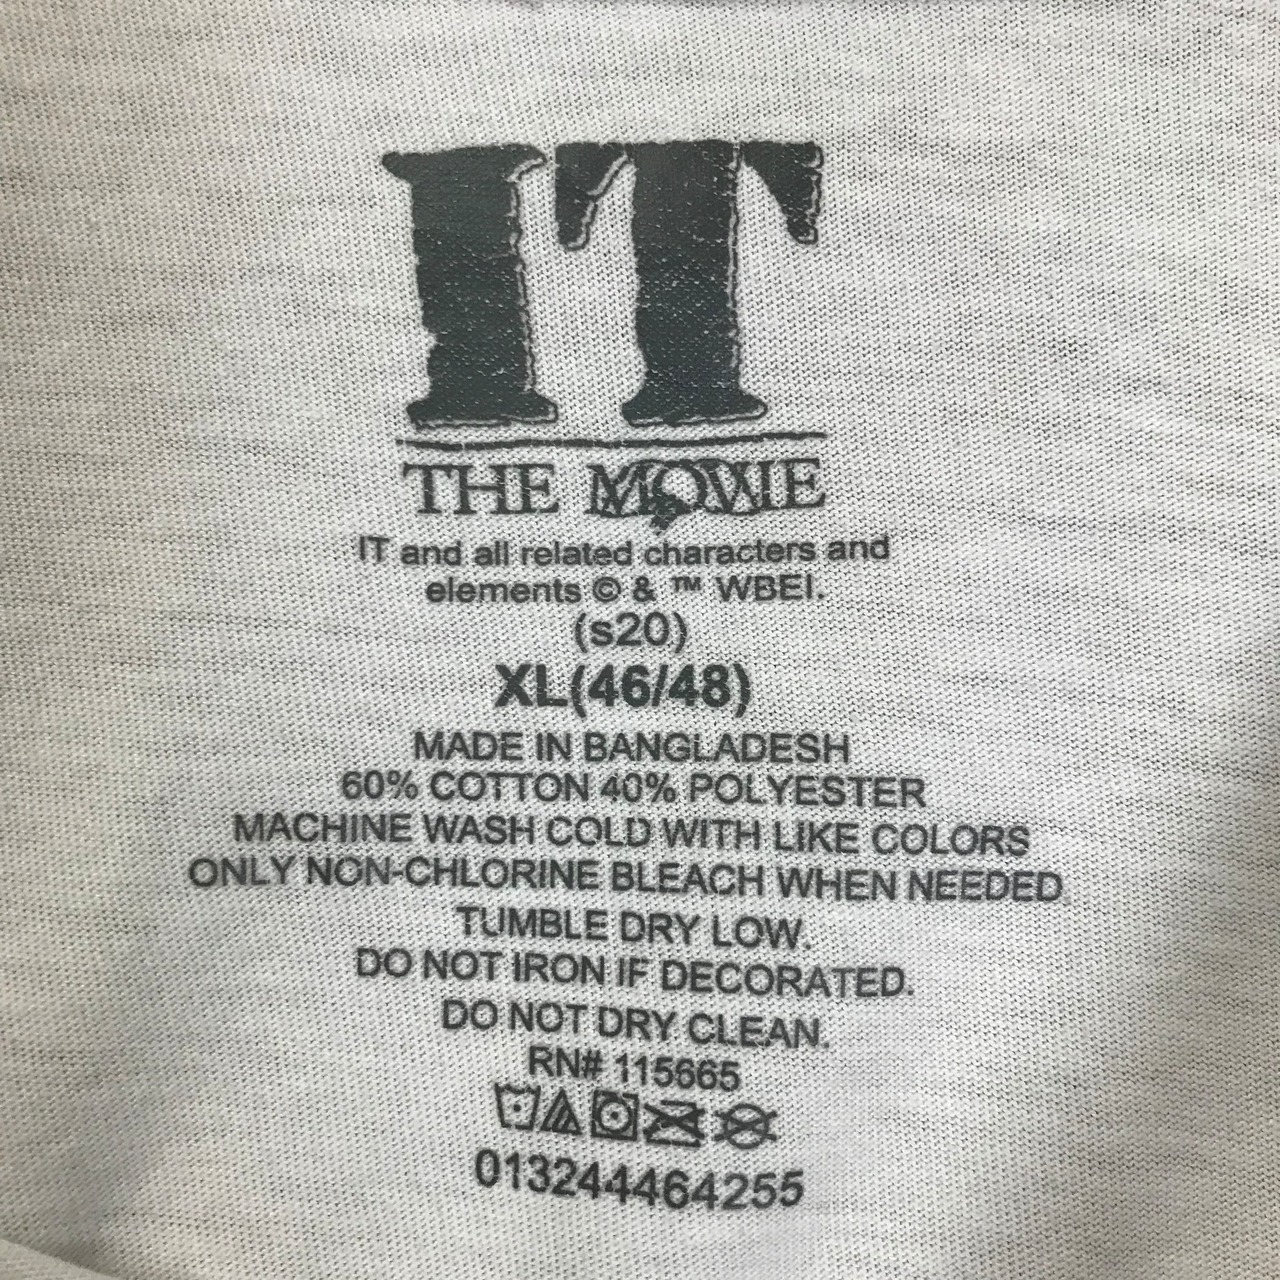 IT
THE MOVIE
IT and all related characters and
elements © & ™ WBEI.
(s20)
XL(46/48)
MADE IN BANGLADESH
60% COTTON 40% POLYESTER
MACHINE WASH COLD WITH LIKE COLORS
ONLY NON-CHLORINE BLEACH WHEN NEEDED.
TUMBLE DRY LOW.
DO NOT IRON IF DECORATED.
DO NOT DRY CLEAN.
RN# 115665
013244464255